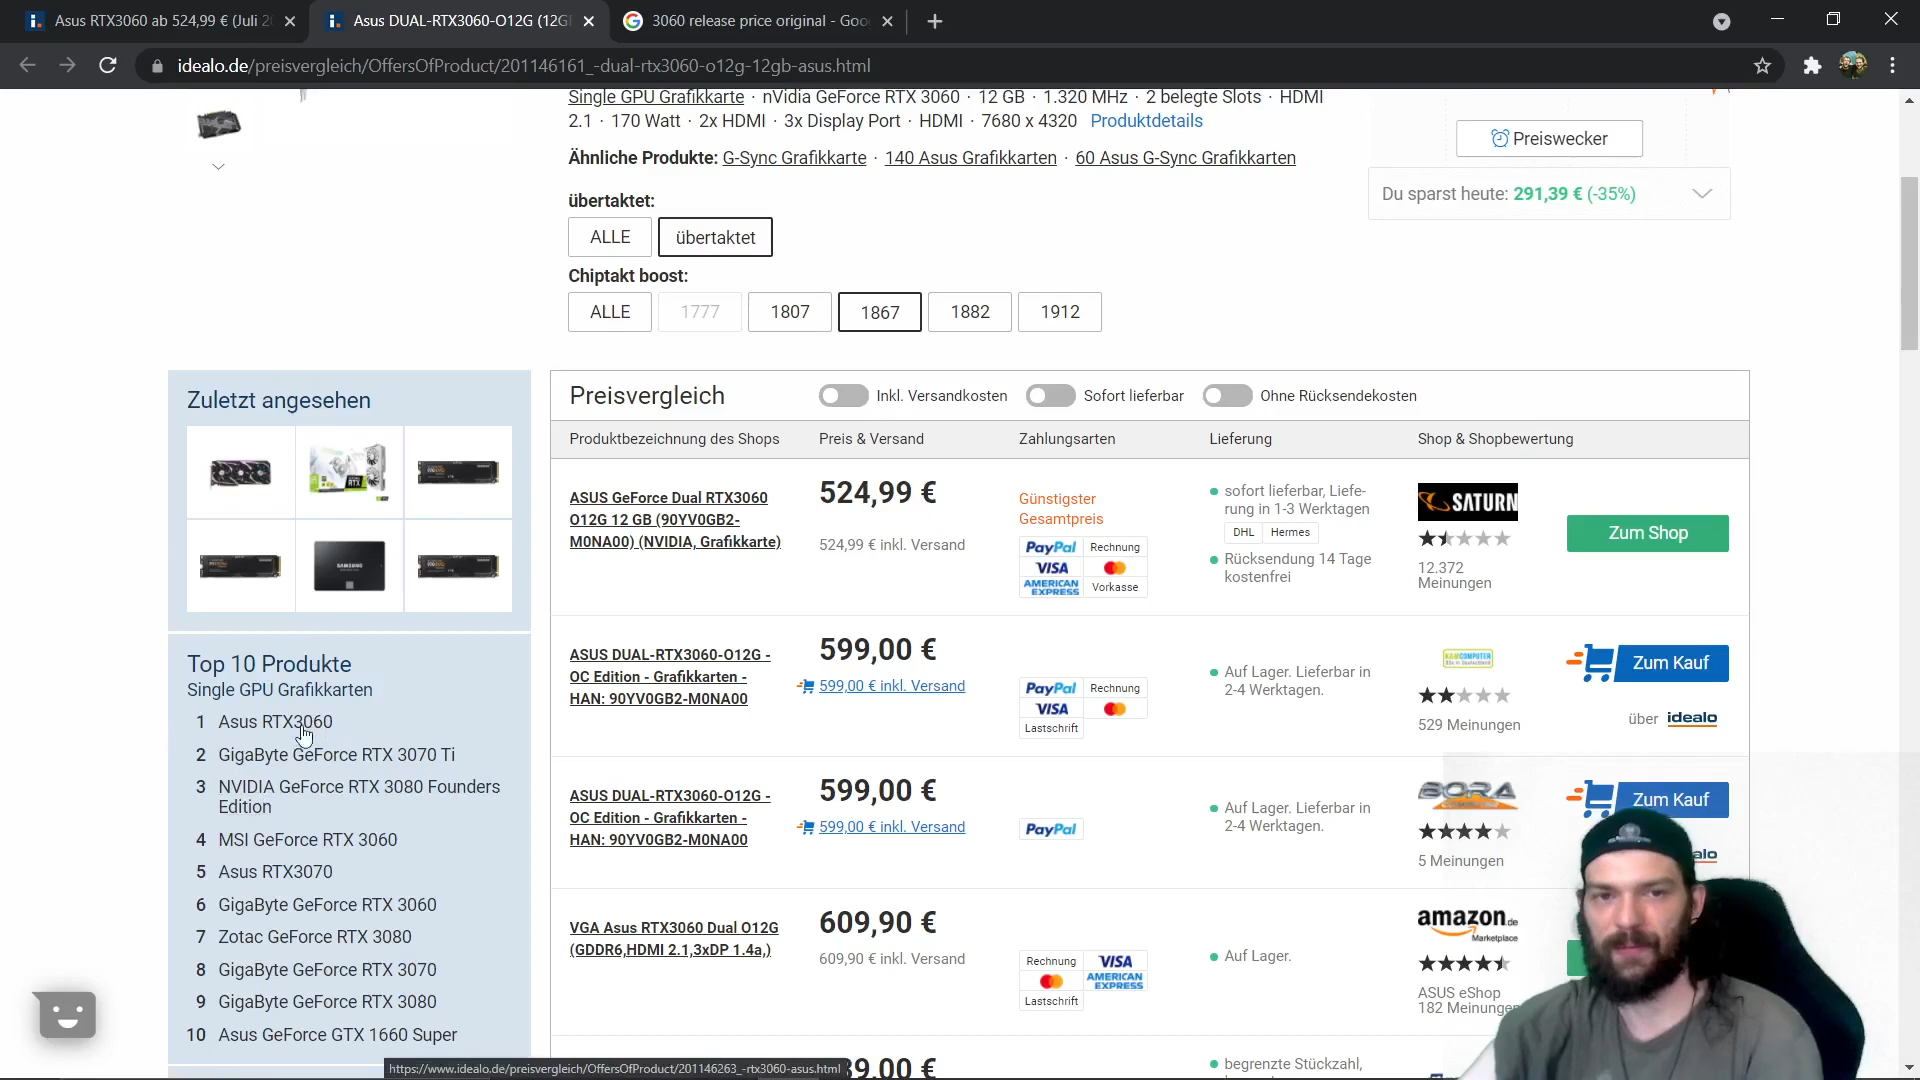 Asus RTX3060 ab 524,99 € (Juli 2
Asus DUAL-RTX3060-O12G (12G
3060 release price original - Goo
idealo.de/preisvergleich/OffersOfProduct/201146161_-dual-rtx3060-o12g-12gb-asus.html
Single GPU Grafikkarte · nVidia GeForce RTX 3060 · 12 GB · 1.320 MHz · 2 belegte Slots · HDMI
2.1 · 170 Watt · 2x HDMI · 3x Display Port · HDMI · 7680 x 4320 Produktdetails
Ähnliche Produkte: G-Sync Grafikkarte · 140 Asus Grafikkarten · 60 Asus G-Sync Grafikkarten
Preiswecker
Du sparst heute: 291,39 € (-35%)
übertaktet:
ALLE
übertaktet
Chiptakt boost:
ALLE
1777
1807
1867
1882
1912
Zuletzt angesehen
Top 10 Produkte
Single GPU Grafikkarten
1 Asus RTX3060
2 GigaByte GeForce RTX 3070 Ti
3 NVIDIA GeForce RTX 3080 Founders
Edition
4 MSI GeForce RTX 3060
5 Asus RTX3070
6 GigaByte GeForce RTX 3060
7 Zotac GeForce RTX 3080
8 GigaByte GeForce RTX 3070
9 GigaByte GeForce RTX 3080
10 Asus GeForce GTX 1660 Super
Preisvergleich
Inkl. Versandkosten
Sofort lieferbar
Ohne Rücksendekosten
Produktbezeichnung des Shops
Preis & Versand
Zahlungsarten
Lieferung
Shop & Shopbewertung
ASUS GeForce Dual RTX3060
O12G 12 GB (90YV0GB2-
M0NA00) (NVIDIA, Grafikkarte)
524,99 €
524,99 € inkl. Versand
Günstigster
Gesamtpreis
PayPal Rechnung
VISA
AMERICAN EXPRESS Vorkasse
sofort lieferbar, Liefe-
rung in 1-3 Werktagen
DHL Hermes
Rücksendung 14 Tage
kostenfrei
SATURN
12.372
Meinungen
Zum Shop
ASUS DUAL-RTX3060-O12G -
OC Edition - Grafikkarten -
HAN: 90YV0GB2-M0NA00
599,00 €
599,00 € inkl. Versand
PayPal Rechnung
VISA
Lastschrift
Auf Lager. Lieferbar in
2-4 Werktagen.
529 Meinungen
Zum Kauf
über idealo
ASUS DUAL-RTX3060-O12G -
OC Edition - Grafikkarten -
HAN: 90YV0GB2-M0NA00
599,00 €
599,00 € inkl. Versand
PayPal
Auf Lager. Lieferbar in
2-4 Werktagen.
BORA
5 Meinungen
Zum Kauf
alo
VGA Asus RTX3060 Dual O12G
(GDDR6,HDMI 2.1,3xDP 1.4a,)
609,90 €
609,90 € inkl. Versand
Rechnung VISA
AMERICAN EXPRESS
Lastschrift
Auf Lager.
amazon.de
Marketplace
ASUS eShop
182 Meinungen
39,00 €
begrenzte Stückzahl,
https://www.idealo.de/preisvergleich/OffersOfProduct/201146263_-rtx3060-asus.html